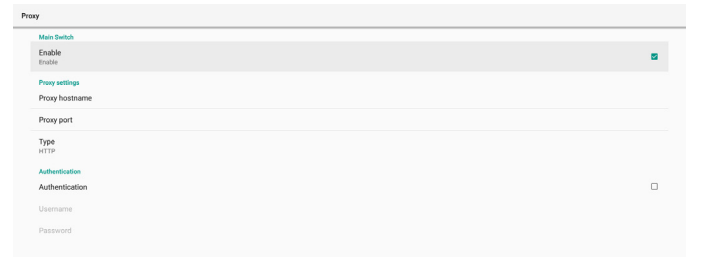 Proxy
Main Switch
Enable
Enable
Proxy settings
Proxy hostname
Proxy port
Type
HTTP
Authentication
Authentication
Username
Password